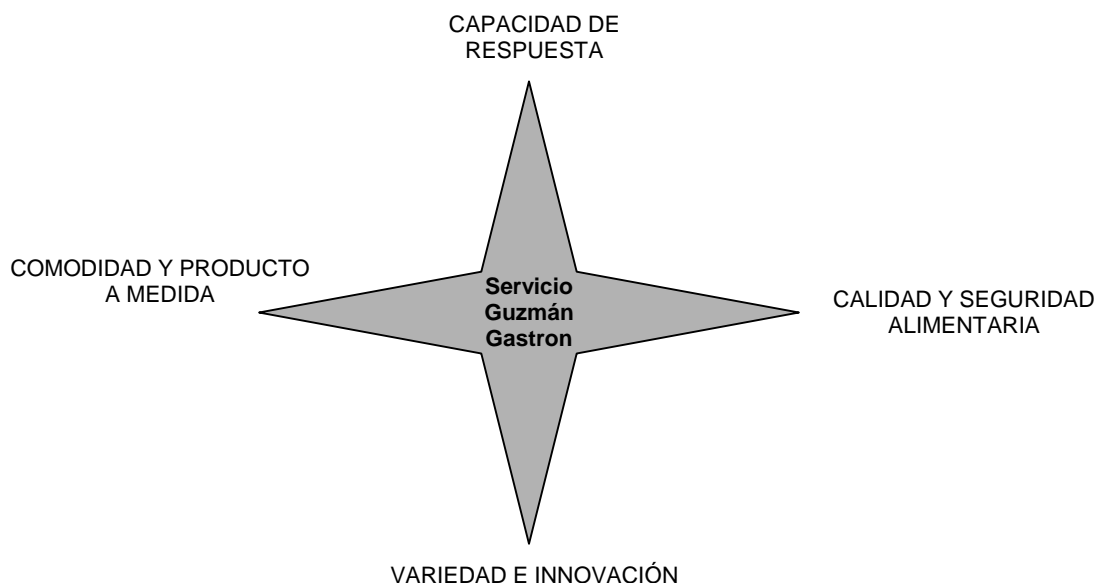 CAPACIDAD DE
RESPUESTA
COMODIDAD Y PRODUCTO
A MEDIDA
Servicio
Guzmán
Gastron
CALIDAD Y SEGURIDAD
ALIMENTARIA
VARIEDAD E INNOVACIÓN